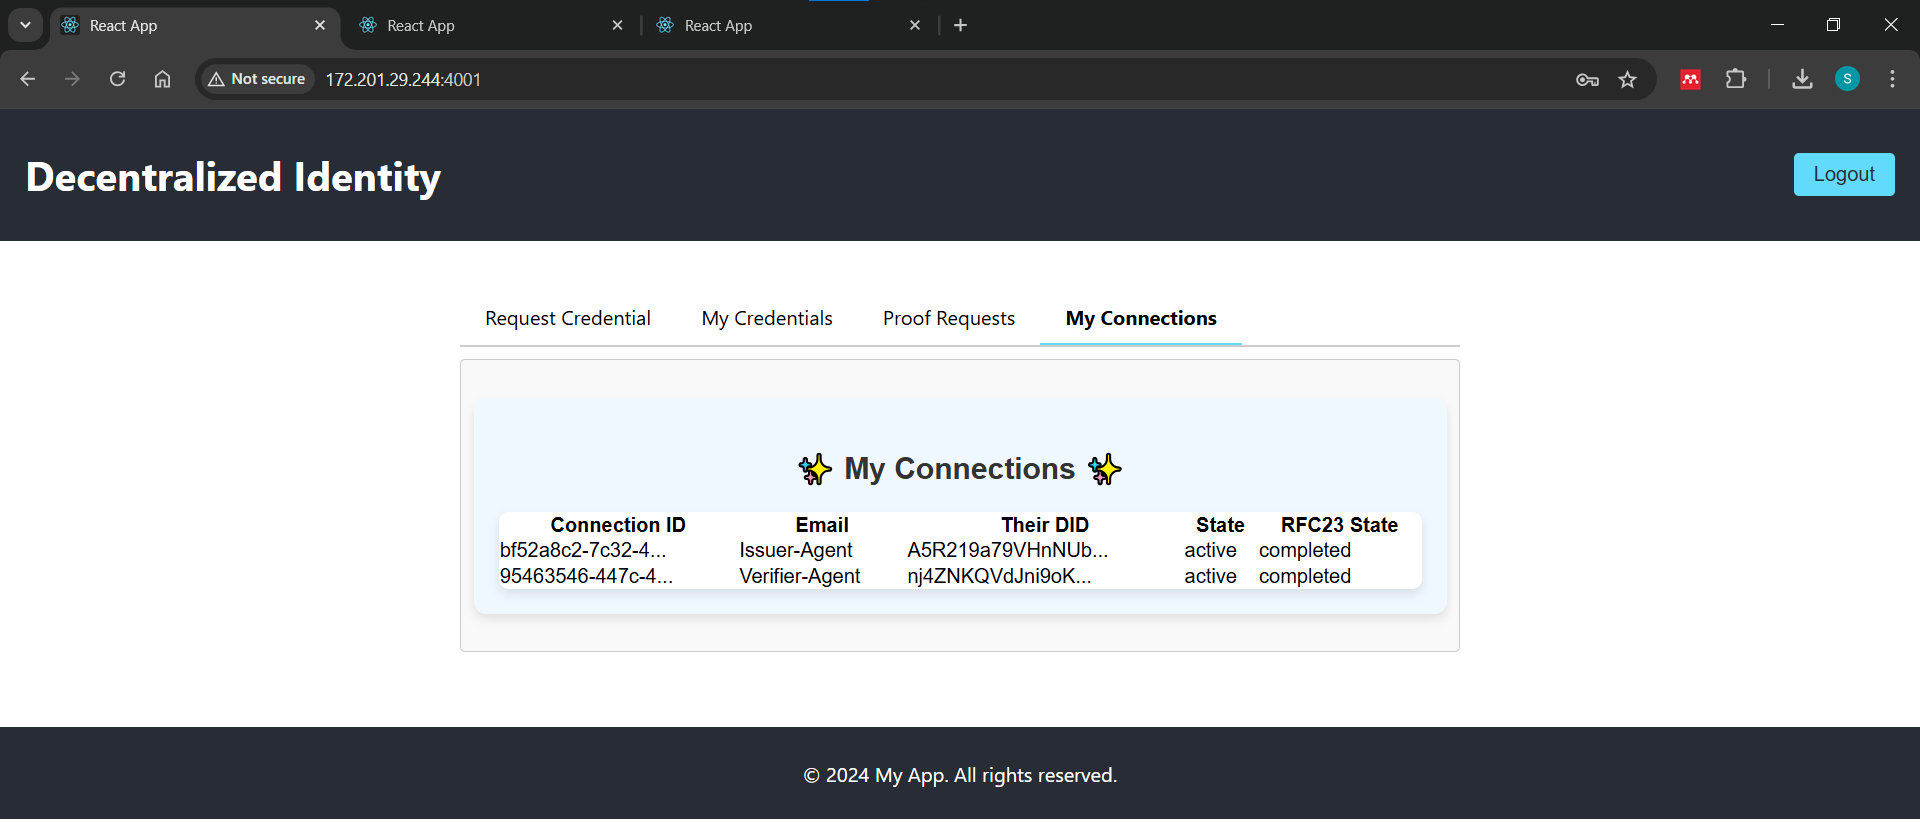 React App
React App
React App
Not secure
172.201.29.244:4001
S
Decentralized Identity
Logout
Request Credential
My Credentials
Proof Requests
My Connections
✨ My Connections ✨
Connection ID Email Their DID State RFC23 State
bf52a8c2-7c32-4... Issuer-Agent A5R219a79VHnNUb... active completed
95463546-447c-4... Verifier-Agent nj4ZNKQVdJni9oK... active completed
© 2024 My App. All rights reserved.